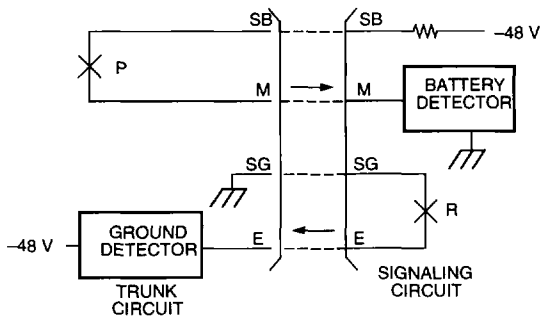 SB
SB
–48 V
P
M
M
BATTERY
DETECTOR
SG
SG
R
GROUND
DETECTOR
–48 V
E
E
TRUNK
CIRCUIT
SIGNALING
CIRCUIT